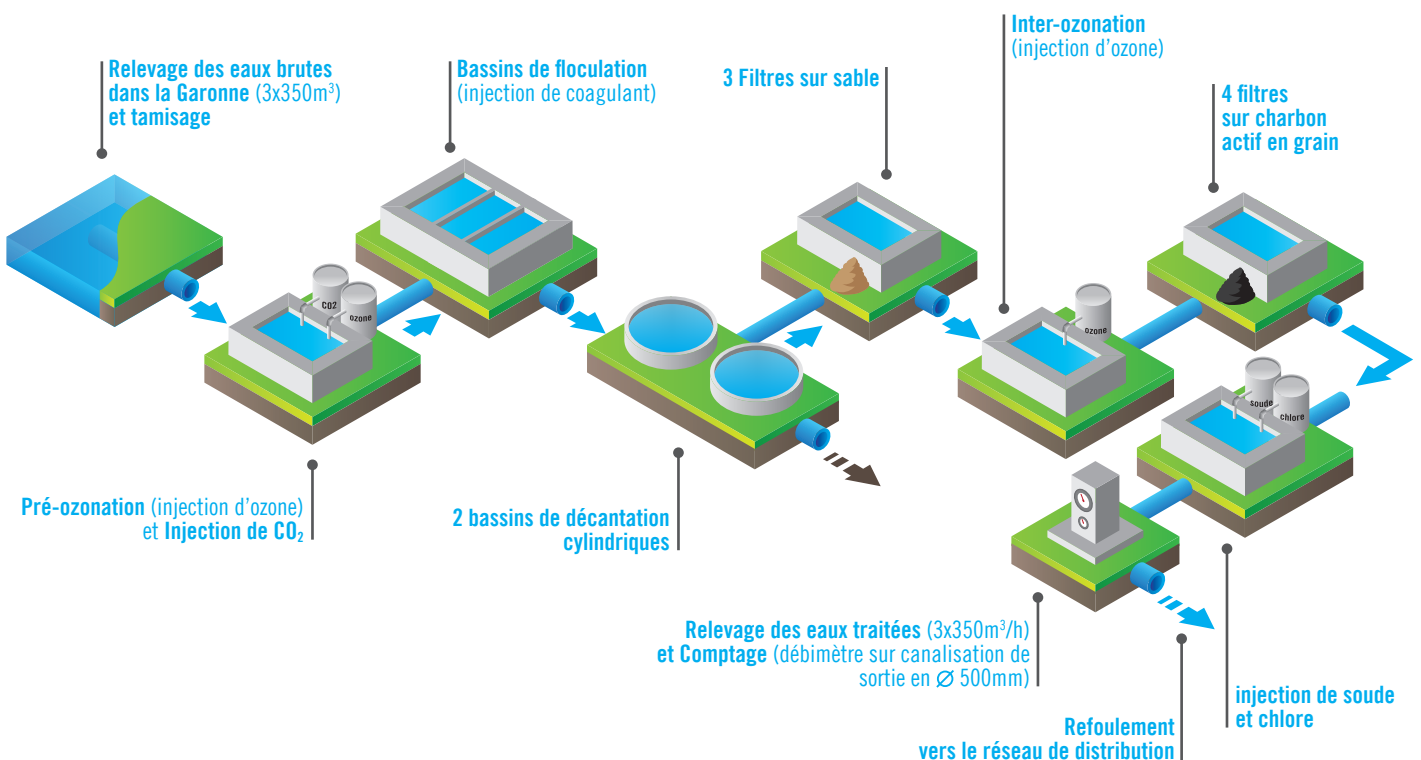 Relevage des eaux brutes
dans la Garonne (3x350m³)
et tamisage
Bassins de floculation
(injection de coagulant)
3 Filtres sur sable
Inter-ozonation
(injection d’ozone)
4 filtres
sur charbon
actif en grain
CO2
ozone
ozone
soude
chlore
Pré-ozonation (injection d’ozone)
et Injection de CO₂
2 bassins de décantation
cylindriques
Relevage des eaux traitées (3x350m³/h)
et Comptage (débimètre sur canalisation de
sortie en Ø 500mm)
injection de soude
et chlore
Refoulement
vers le réseau de distribution